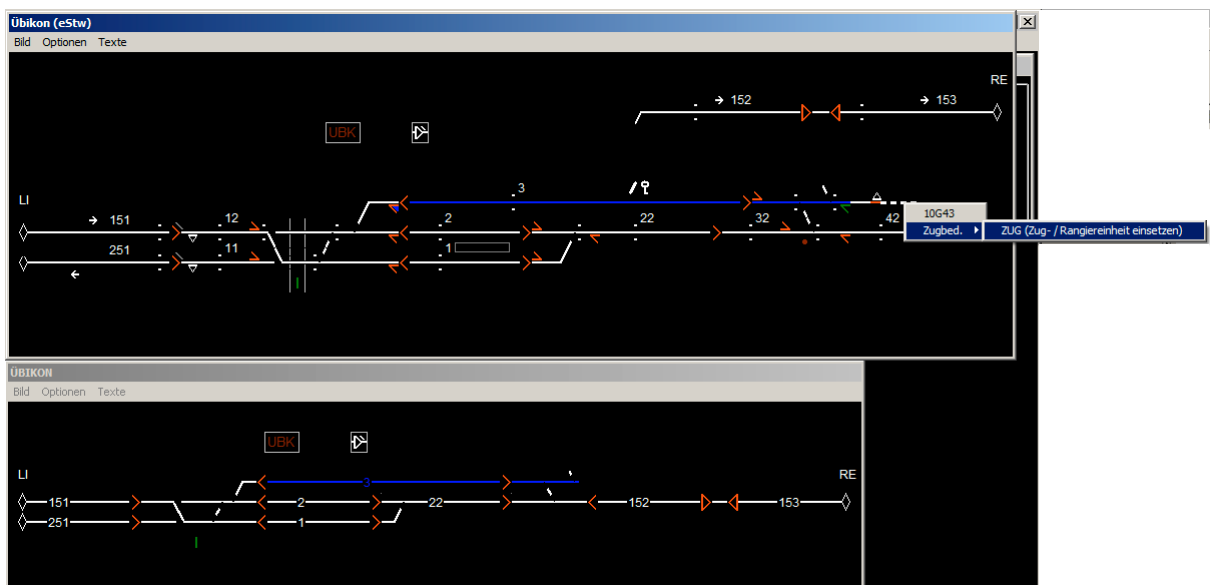 Übikon (eStw)
Bild Optionen Texte
RE
152 153
UBK
LI
3
151 12 2 22 32 42
10G43
Zugbed. ZUG (Zug- / Rangiereinheit einsetzen)
251 11 1
ÜBIKON
Bild Optionen Texte
UBK
LI RE
3
151 2 22 152 153
251 1